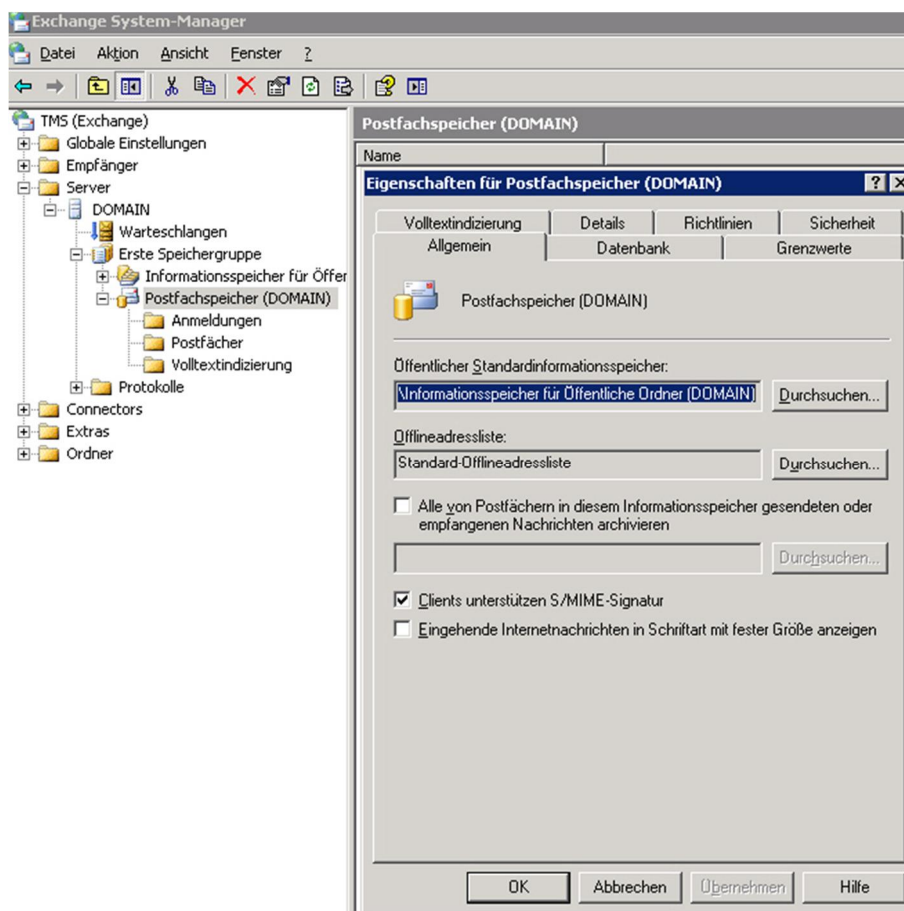 Exchange System-Manager
Datei Aktion Ansicht Fenster ?
TMS (Exchange)
Globale Einstellungen
Empfänger
Server
DOMAIN
Warteschlangen
Erste Speichergruppe
Informationsspeicher für Öffer
Postfachspeicher (DOMAIN)
Anmeldungen
Postfächer
Volltextindizierung
Protokolle
Connectors
Extras
Ordner
Postfachspeicher (DOMAIN)
Name
Eigenschaften für Postfachspeicher (DOMAIN)
Volltextindizierung Details Richtlinien Sicherheit
Allgemein Datenbank Grenzwerte
Postfachspeicher (DOMAIN)
Öffentlicher Standardinformationsspeicher:
\Informationsspeicher für Öffentliche Ordner (DOMAIN) Durchsuchen...
Offlineadressliste:
Standard-Offlineadressliste Durchsuchen...
Alle von Postfächern in diesem Informationsspeicher gesendeten oder
empfangenen Nachrichten archivieren
Durchsuchen...
Clients unterstützen S/MIME-Signatur
Eingehende Internetnachrichten in Schriftart mit fester Größe anzeigen
OK Abbrechen Übernehmen Hilfe